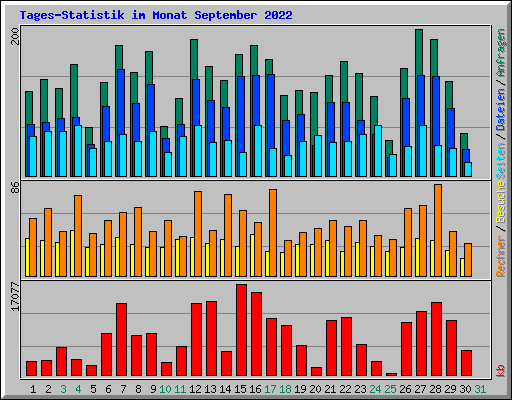 Tages-Statistik im Monat September 2022
200
86
17077
Rechner / Besuche Seiten / Dateien / Anfragen
kb
1 2 3 4 5 6 7 8 9 10 11 12 13 14 15 16 17 18 19 20 21 22 23 24 25 26 27 28 29 30 31